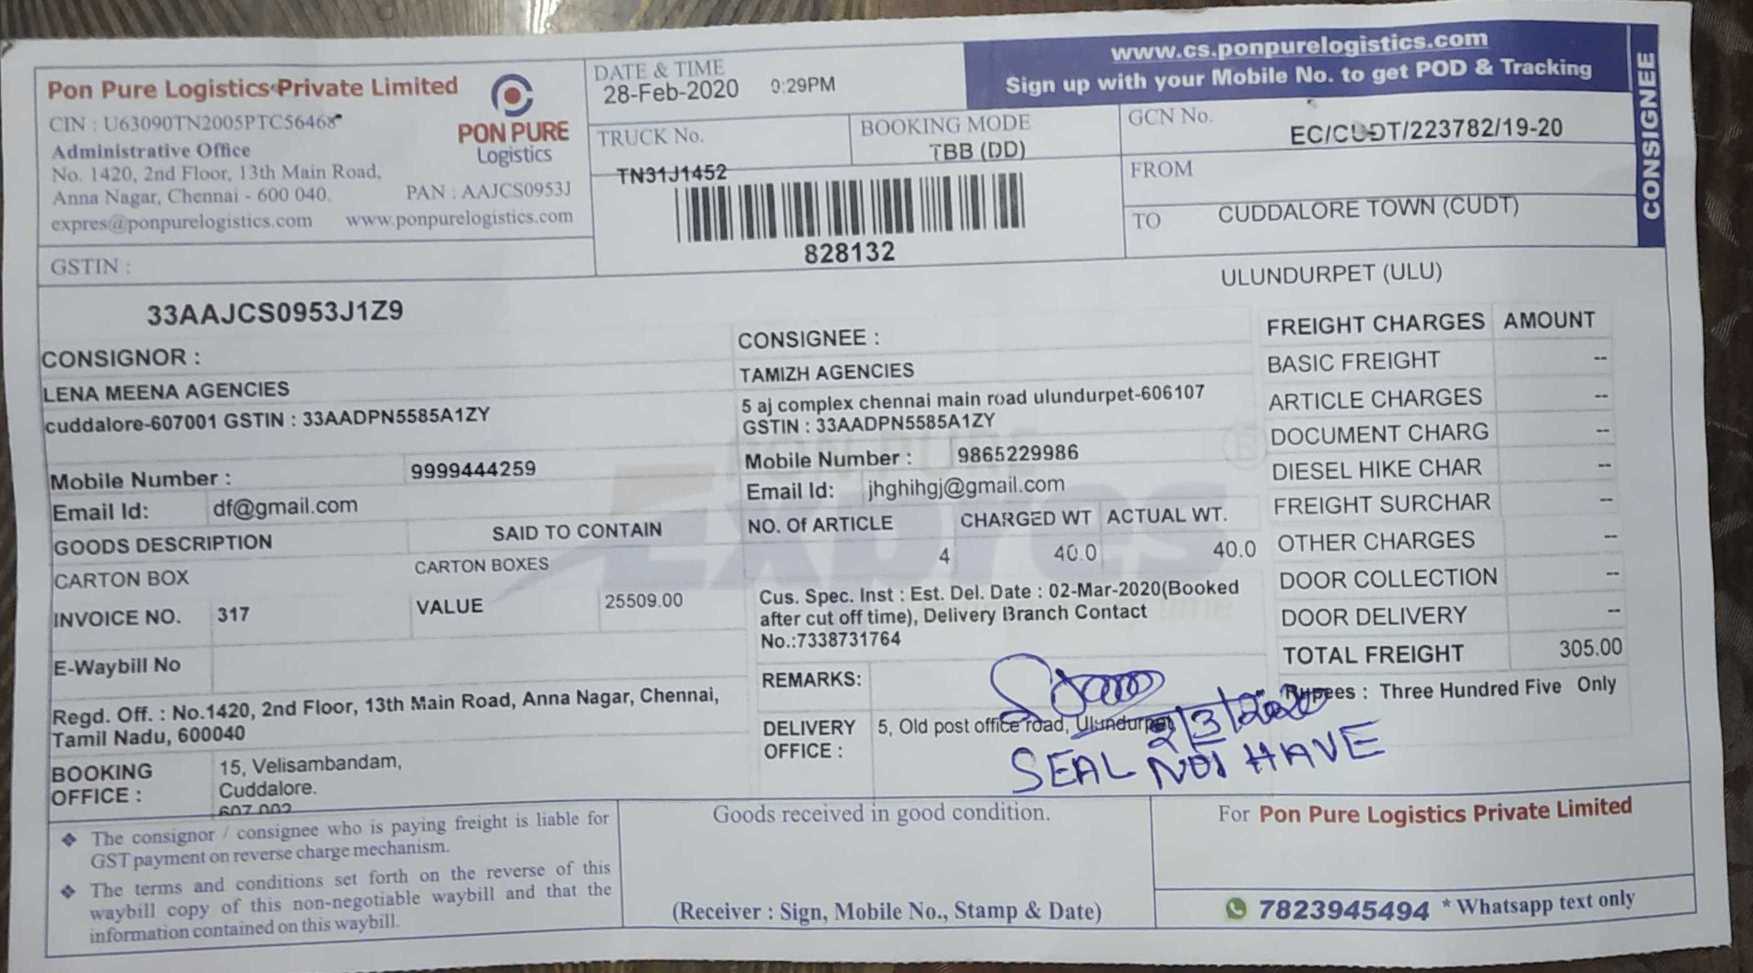 Pon Pure Logistics Private Limited
CIN : U63090TN2005PTC56468
Administrative Office
No. 1420, 2nd Floor, 13th Main Road,
Anna Nagar, Chennai - 600 040.
PAN : AAJCS0953J
expres@ponpurelogistics.com www.ponpurelogistics.com
PON PURE
Logistics
GSTIN :
33AAJCS0953J1Z9
DATE & TIME
28-Feb-2020 0:29PM
TRUCK No.
TN31J1452
BOOKING MODE
TBB (DD)
828132
www.cs.ponpurelogistics.com
Sign up with your Mobile No. to get POD & Tracking
CONSIGNEE
GCN No.
EC/CUDT/223782/19-20
FROM
CUDDALORE TOWN (CUDT)
TO
ULUNDURPET (ULU)
CONSIGNOR :
LENA MEENA AGENCIES
cuddalore-607001 GSTIN : 33AADPN5585A1ZY
Mobile Number : 9999444259
Email Id: df@gmail.com
CONSIGNEE :
TAMIZH AGENCIES
5 aj complex chennai main road ulundurpet-606107
GSTIN : 33AADPN5585A1ZY
Mobile Number : 9865229986
Email Id: jhghihgj@gmail.com
GOODS DESCRIPTION SAID TO CONTAIN
CARTON BOX CARTON BOXES
INVOICE NO. 317 VALUE 25509.00
E-Waybill No
NO. Of ARTICLE CHARGED WT ACTUAL WT.
4 40.0 40.0
Cus. Spec. Inst : Est. Del. Date : 02-Mar-2020(Booked
after cut off time), Delivery Branch Contact
No.:7338731764
REMARKS:
DELIVERY OFFICE : 5, Old post office road, Ulundurpet
2/3/2020
SEAL NOT HAVE
FREIGHT CHARGES AMOUNT
BASIC FREIGHT --
ARTICLE CHARGES --
DOCUMENT CHARG --
DIESEL HIKE CHAR --
FREIGHT SURCHAR --
OTHER CHARGES --
DOOR COLLECTION --
DOOR DELIVERY --
TOTAL FREIGHT 305.00
Rupees : Three Hundred Five Only
Regd. Off. : No.1420, 2nd Floor, 13th Main Road, Anna Nagar, Chennai,
Tamil Nadu, 600040
BOOKING OFFICE : 15, Velisambandam,
Cuddalore.
607 002
❖ The consignor / consignee who is paying freight is liable for
GST payment on reverse charge mechanism.
❖ The terms and conditions set forth on the reverse of this
waybill copy of this non-negotiable waybill and that the
information contained on this waybill.
Goods received in good condition.
(Receiver : Sign, Mobile No., Stamp & Date)
For Pon Pure Logistics Private Limited
7823945494 * Whatsapp text only